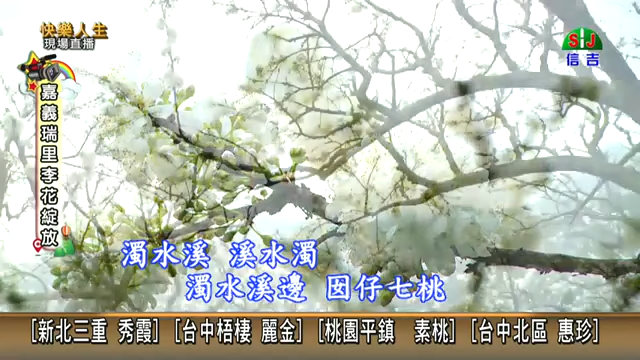 快樂人生
現場直播
SJ
信吉
嘉義瑞里李花綻放
濁水溪 溪水濁
濁水溪邊 囡仔七桃
[新北三重 秀霞] [台中梧棲 麗金] [桃園平鎮 素桃] [台中北區 惠珍]